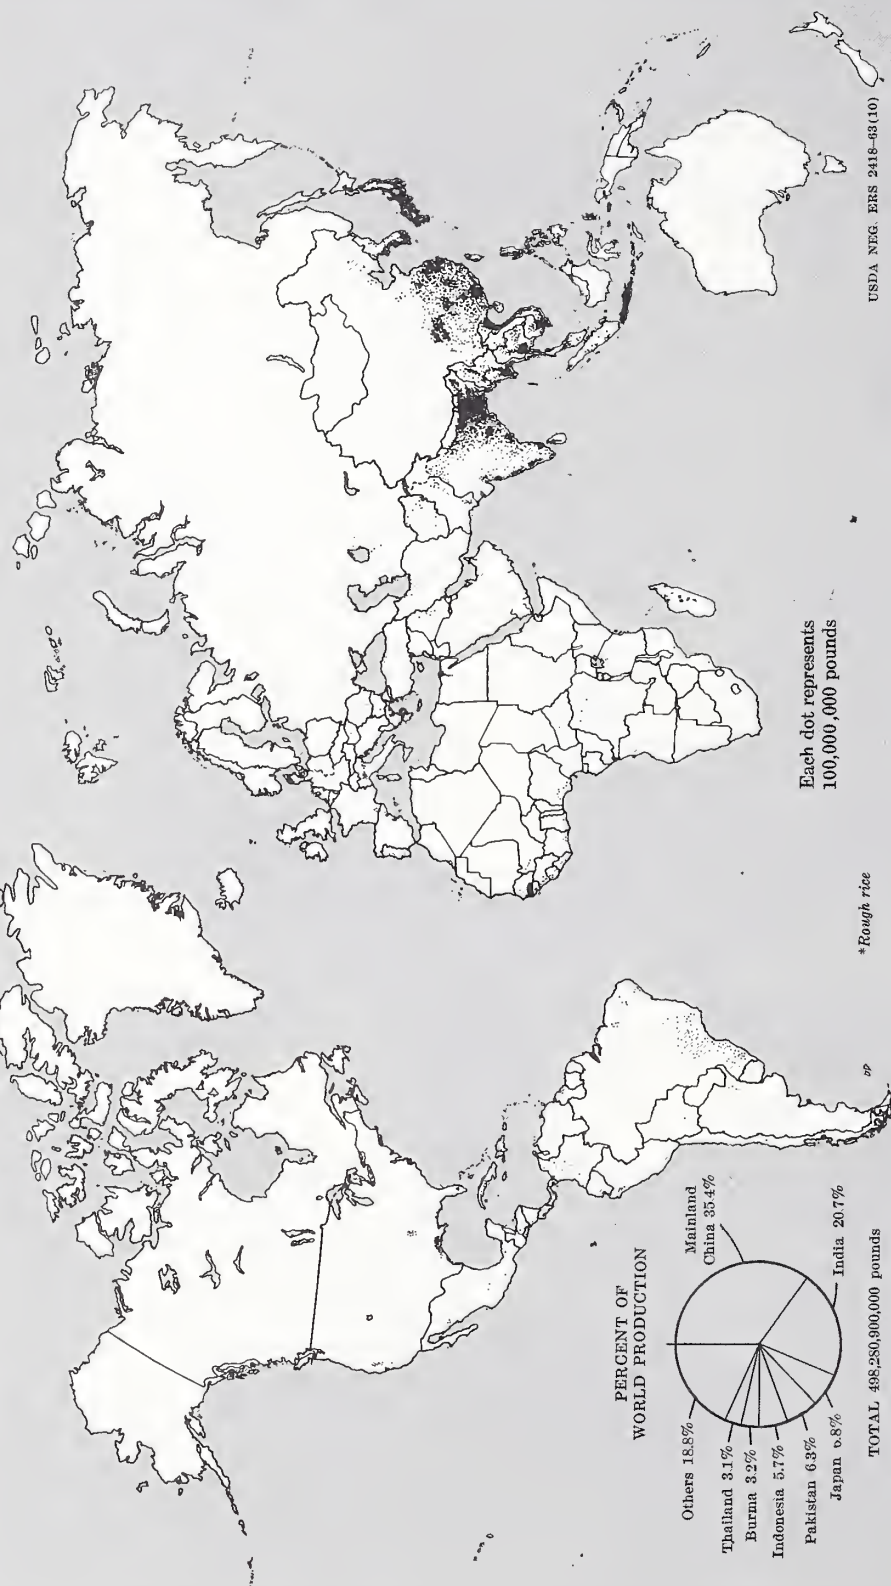 PERCENT OF
WORLD PRODUCTION
Mainland
China 35.4%
India 20.7%
Japan 6.8%
Pakistan 6.3%
Indonesia 5.7%
Burma 3.2%
Thailand 3.1%
Others 18.8%
TOTAL 498,280,900,000 pounds
*Rough rice
Each dot represents
100,000,000 pounds
USDA NEG. ERS 2418-63(10)